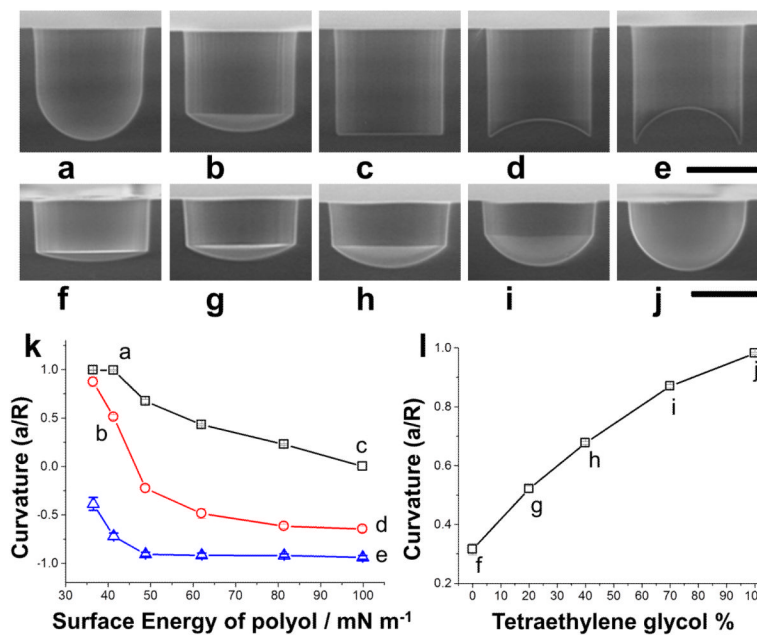 a b c d e
f g h i j
k
a
b
c
d
e
1.0
0.5
0.0
-0.5
-1.0
30 40 50 60 70 80 90 100
Curvature (a/R)
Surface Energy of polyol / mN m⁻¹
l
j
i
h
g
f
1.0
0.8
0.6
0.4
0.2
0 20 40 60 80 100
Curvature (a/R)
Tetraethylene glycol %